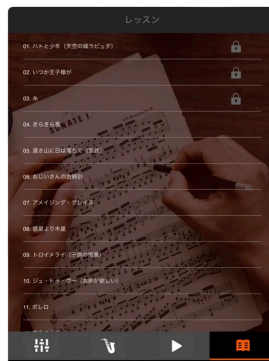 レッスン
01. ハトと少年（天空の城ラピュタ）
02. いつか王子様が
03. 糸
04. きらきら星
05. 遠き山に日は落ちて（家路）
06. おじいさんの古時計
07. アメイジング・グレイス
08. 惑星より木星
09. トロイメライ（子供の情景）
10. ジュ・トゥ・ヴー（お前が欲しい）
11. ボレロ
SONATE I.